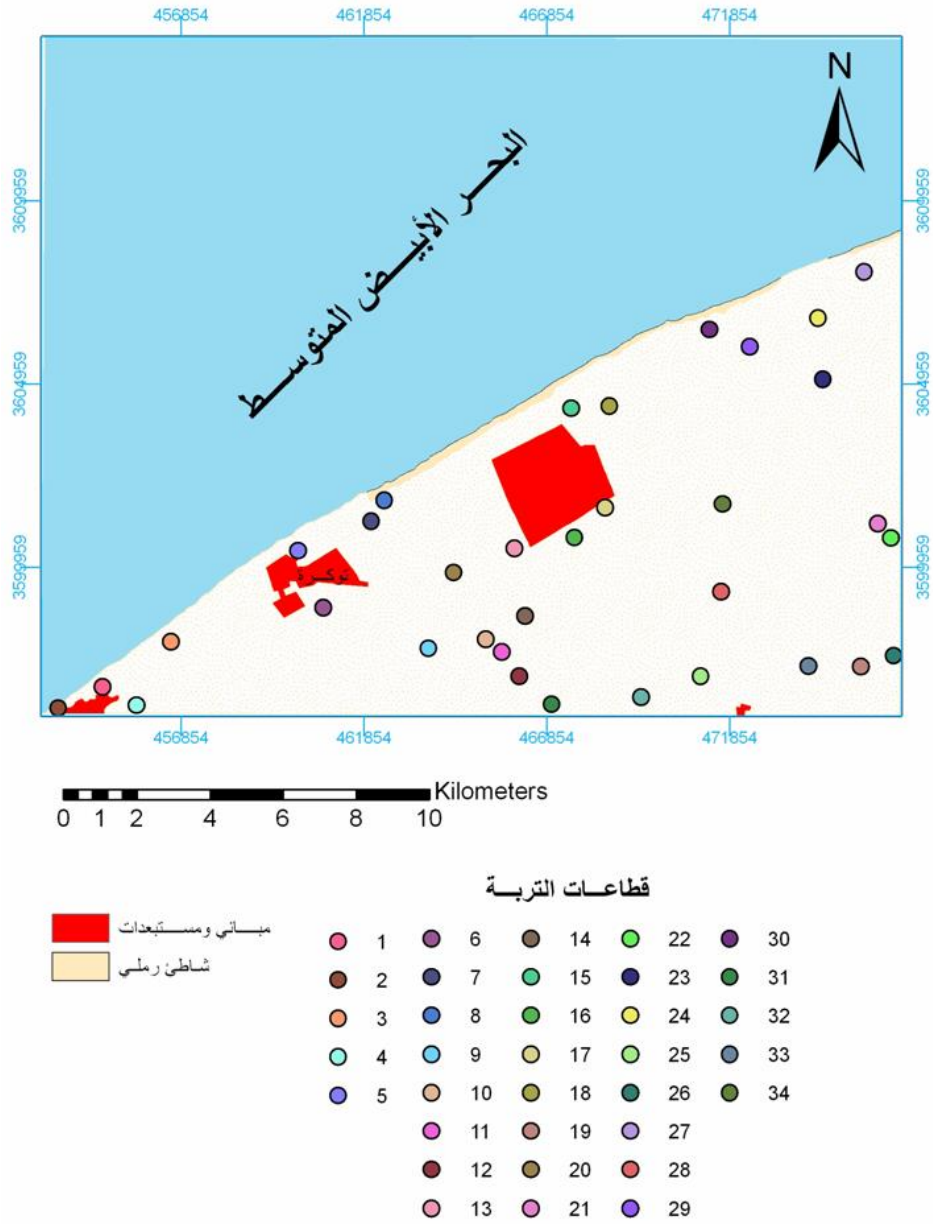 456854 461854 466854 471854
N
البحر الأبيض المتوسط
3609959 3609959
3604959 3604959
3599959 3599959
توكرة
456854 461854 466854 471854
Kilometers
0 1 2 4 6 8 10
قطاعات التربة
مباني ومستبعدات
شاطئ رملي
1 6 14 22 30
2 7 15 23 31
3 8 16 24 32
4 9 17 25 33
5 10 18 26 34
11 19 27
12 20 28
13 21 29